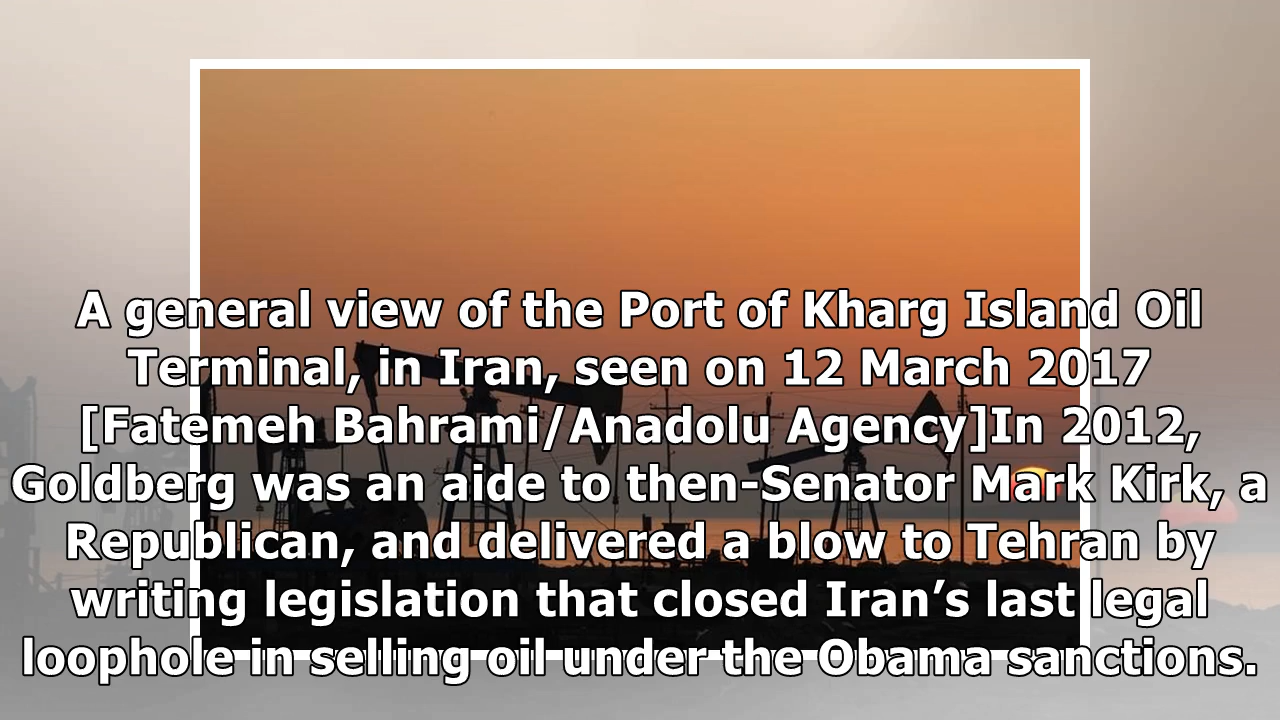 A general view of the Port of Kharg Island Oil
Terminal, in Iran, seen on 12 March 2017
[Fatemeh Bahrami/Anadolu Agency]In 2012,
Goldberg was an aide to then-Senator Mark Kirk, a
Republican, and delivered a blow to Tehran by
writing legislation that closed Iran’s last legal
loophole in selling oil under the Obama sanctions.